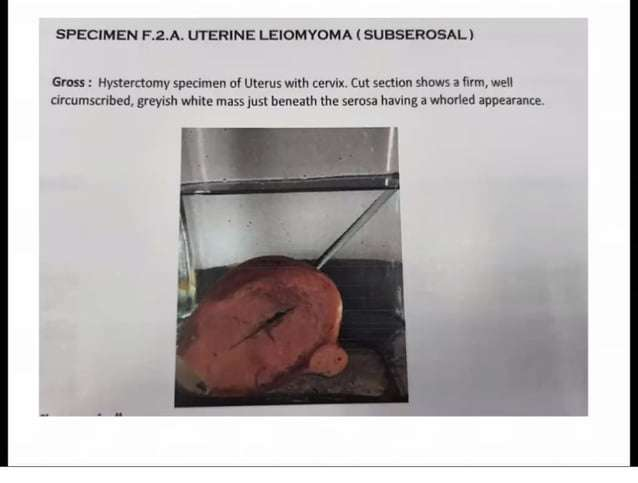 SPECIMEN F.2.A. UTERINE LEIOMYOMA ( SUBSEROSAL )
Gross : Hysterctomy specimen of Uterus with cervix. Cut section shows a firm, well
circumscribed, greyish white mass just beneath the serosa having a whorled appearance.